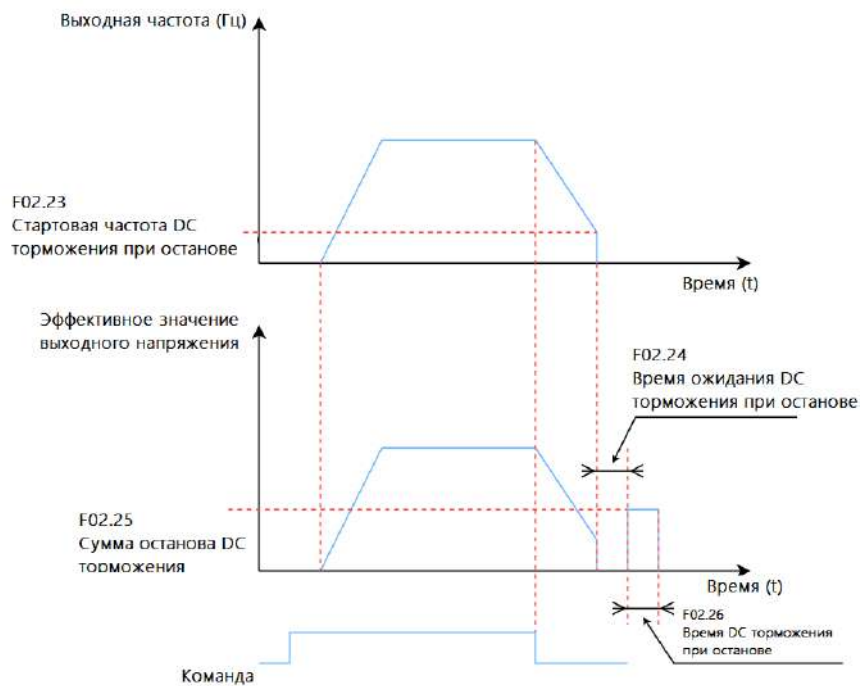 Выходная частота (Гц)
F02.23
Стартовая частота DC
торможения при останове
Время (t)
Эффективное значение
выходного напряжения
F02.24
Время ожидания DC
торможения при останове
F02.25
Сумма останова DC
торможения
Время (t)
F02.26
Время DC торможения
при останове
Команда